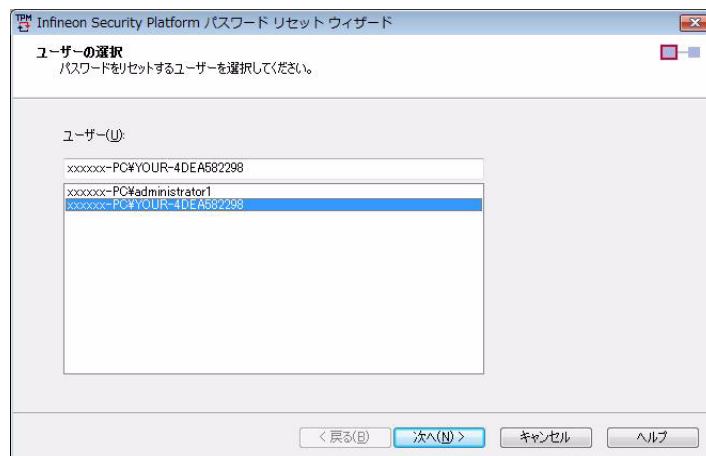 TPM
Infineon Security Platform パスワード リセット ウィザード
ユーザーの選択
パスワードをリセットするユーザーを選択してください。
ユーザー(U):
xxxxxx-PC¥YOUR-4DEA582298
xxxxxx-PC¥administrator1
xxxxxx-PC¥YOUR-4DEA582298
< 戻る(B) 次へ(N) > キャンセル ヘルプ